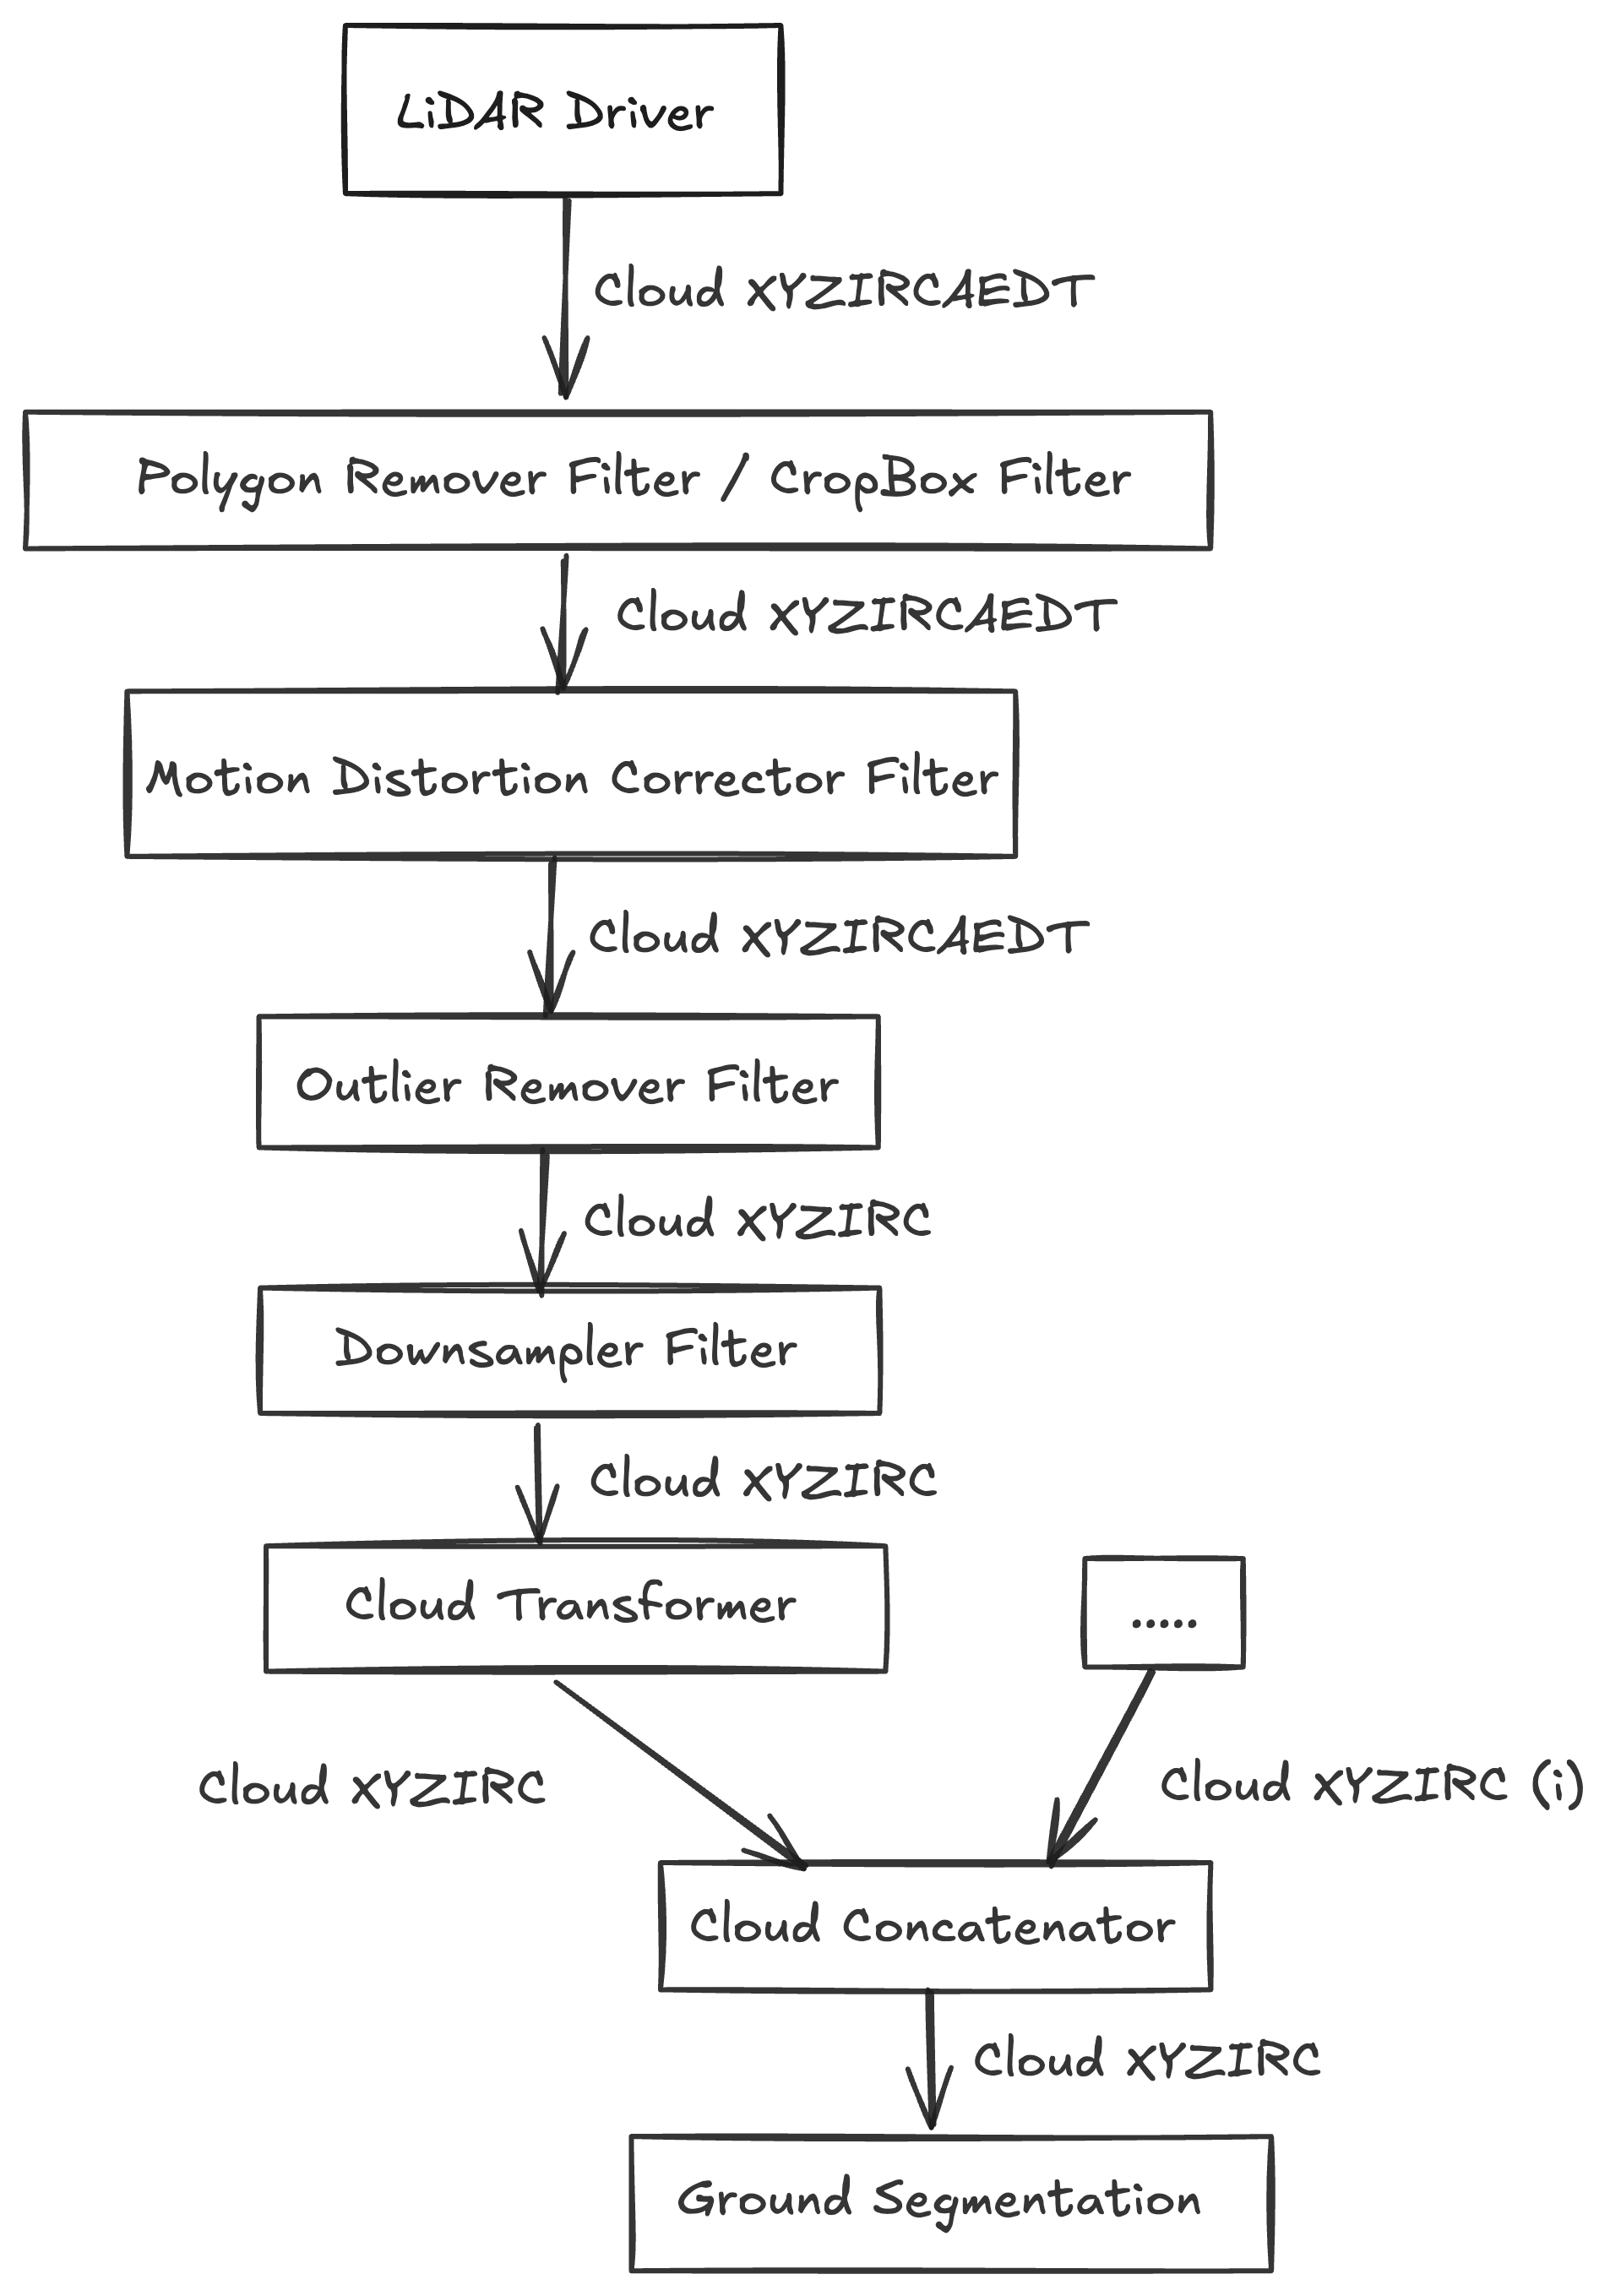 LiDAR Driver
Cloud XYZIRCAEDT
Polygon Remover Filter / CropBox Filter
Cloud XYZIRCAEDT
Motion Distortion Corrector Filter
Cloud XYZIRCAEDT
Outlier Remover Filter
Cloud XYZIRC
Downsampler Filter
Cloud XYZIRC
Cloud Transformer
.....
Cloud XYZIRC
Cloud XYZIRC (i)
Cloud Concatenator
Cloud XYZIRC
Ground Segmentation